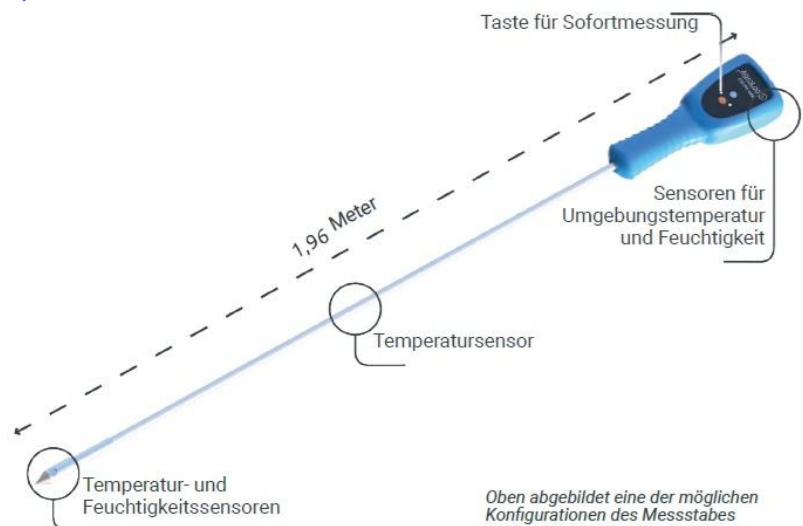 Taste für Sofortmessung
1,96 Meter
Sensoren für
Umgebungstemperatur
und Feuchtigkeit
Temperatursensor
Temperatur- und
Feuchtigkeitssensoren
Oben abgebildet eine der möglichen
Konfigurationen des Messstabes